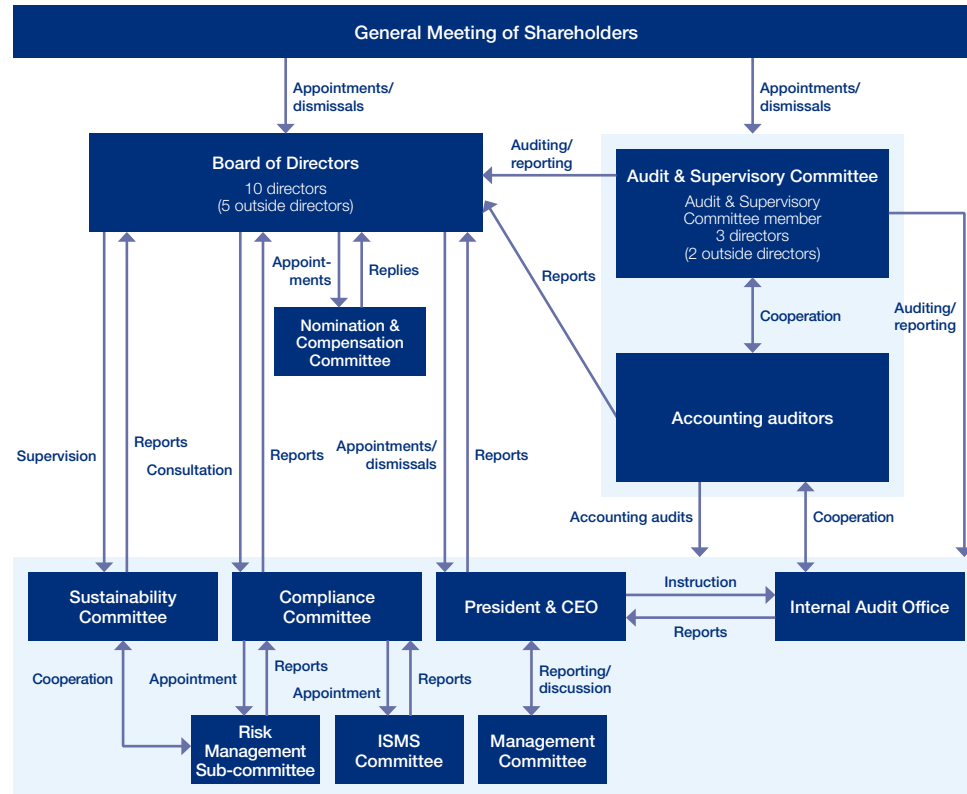 General Meeting of Shareholders
Appointments/
dismissals
Appointments/
dismissals
Board of Directors
10 directors
(5 outside directors)
Auditing/
reporting
Audit & Supervisory Committee
Audit & Supervisory
Committee member
3 directors
(2 outside directors)
Appoint-
ments
Replies
Reports
Cooperation
Auditing/
reporting
Nomination &
Compensation
Committee
Accounting auditors
Supervision
Reports
Consultation
Reports
Appointments/
dismissals
Reports
Accounting audits
Cooperation
Sustainability
Committee
Compliance
Committee
President & CEO
Instruction
Reports
Internal Audit Office
Cooperation
Appointment
Reports
Appointment
Reports
Reporting/
discussion
Risk
Management
Sub-committee
ISMS
Committee
Management
Committee